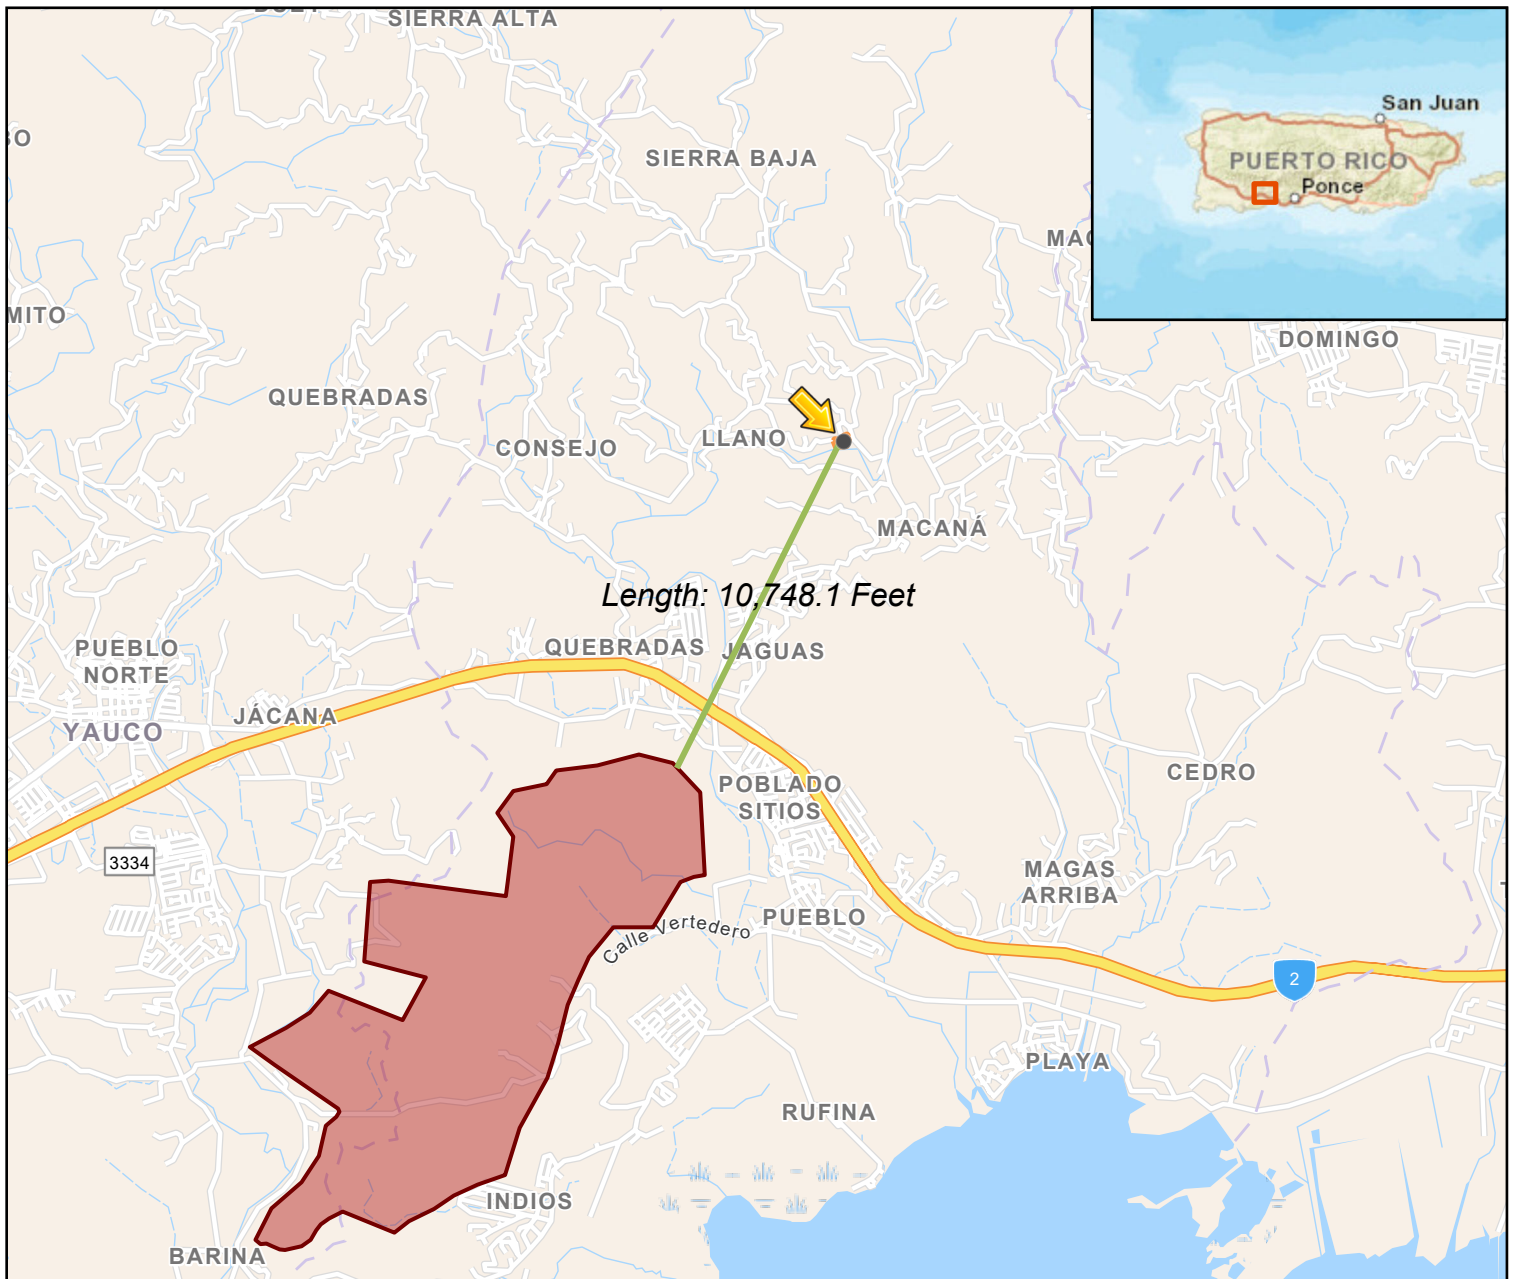 SIERRA ALTA
San Juan
SIERRA BAJA
PUERTO RICO
Ponce
DOMINGO
QUEBRADAS
LLANO
CONSEJO
MACANÁ
Length: 10,748.1 Feet
PUEBLO
NORTE
QUEBRADAS
JAGUAS
JÁCANA
YAUCO
CEDRO
POBLADO
SITIOS
3334
MAGAS
ARRIBA
PUEBLO
Calle Vertedero
2
PLAYA
RUFINA
INDIOS
BARINA